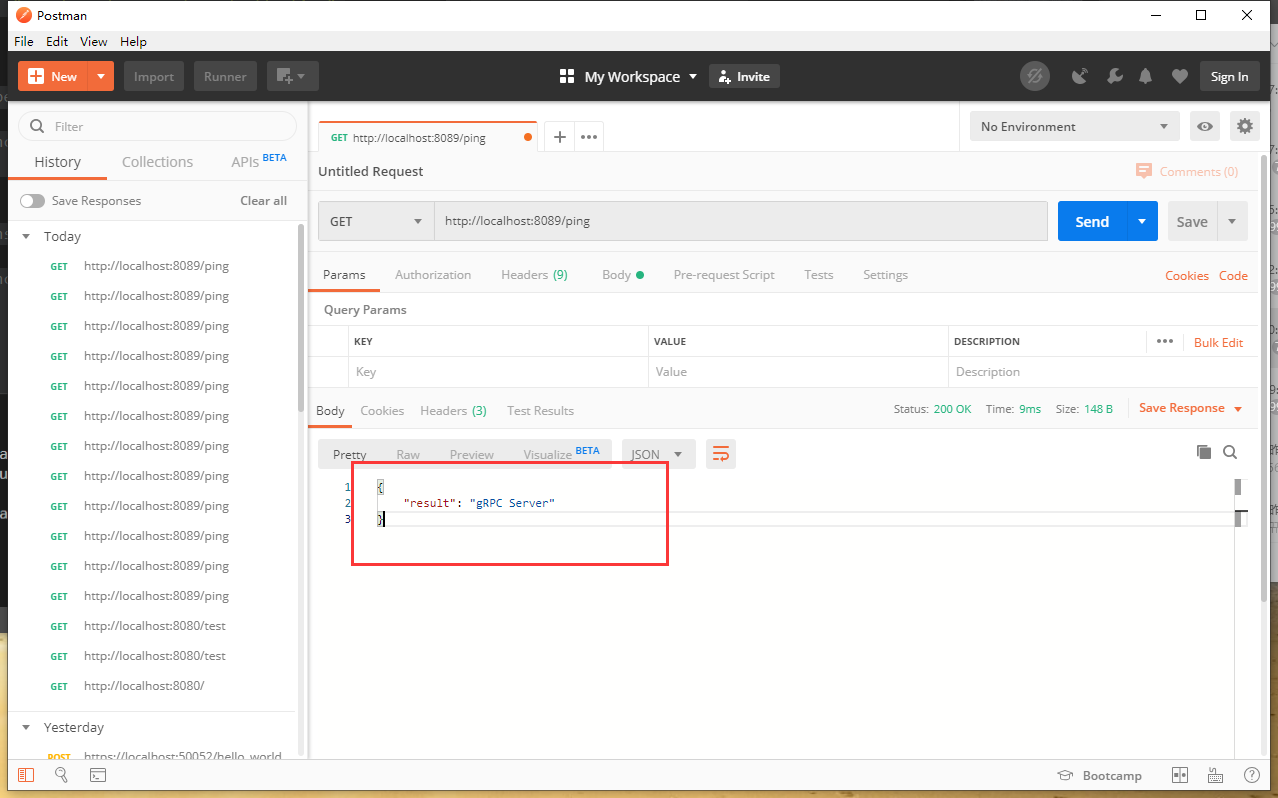 Postman
File Edit View Help
New Import Runner My Workspace Invite Sign In
Filter
History Collections APIs BETA
Save Responses Clear all
Today
GET http://localhost:8089/ping
GET http://localhost:8089/ping
GET http://localhost:8089/ping
GET http://localhost:8089/ping
GET http://localhost:8089/ping
GET http://localhost:8089/ping
GET http://localhost:8089/ping
GET http://localhost:8089/ping
GET http://localhost:8089/ping
GET http://localhost:8089/ping
GET http://localhost:8089/ping
GET http://localhost:8089/ping
GET http://localhost:8080/test
GET http://localhost:8080/test
GET http://localhost:8080/
Yesterday
POST https://localhost:50052/hello_world
GET http://localhost:8089/ping
No Environment
Untitled Request
Comments (0)
GET http://localhost:8089/ping Send Save
Params Authorization Headers (9) Body Pre-request Script Tests Settings Cookies Code
Query Params
KEY VALUE DESCRIPTION ••• Bulk Edit
Key Value Description
Body Cookies Headers (3) Test Results Status: 200 OK Time: 9ms Size: 148 B Save Response
Pretty Raw Preview Visualize BETA JSON
1 {
2 "result": "gRPC Server"
3 }
Bootcamp